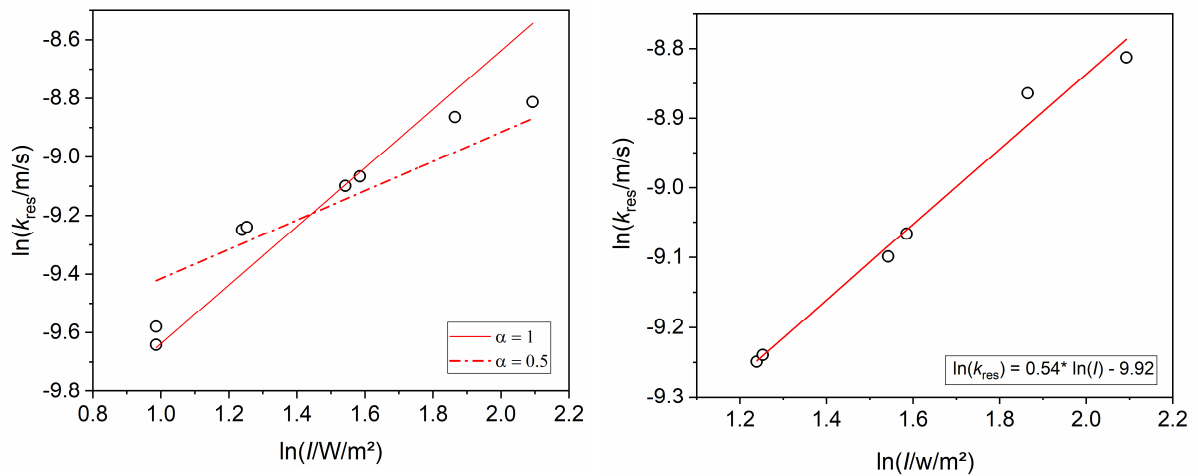 -8.6
-8.8
-9.0
-9.2
-9.4
-9.6
-9.8
ln(k_res/m/s)
0.8 1.0 1.2 1.4 1.6 1.8 2.0 2.2
ln(I/W/m²)
α = 1
α = 0.5
-8.8
-8.9
-9.0
-9.1
-9.2
-9.3
ln(k_res/m/s)
1.2 1.4 1.6 1.8 2.0 2.2
ln(I/w/m²)
ln(k_res) = 0.54* ln(I) - 9.92